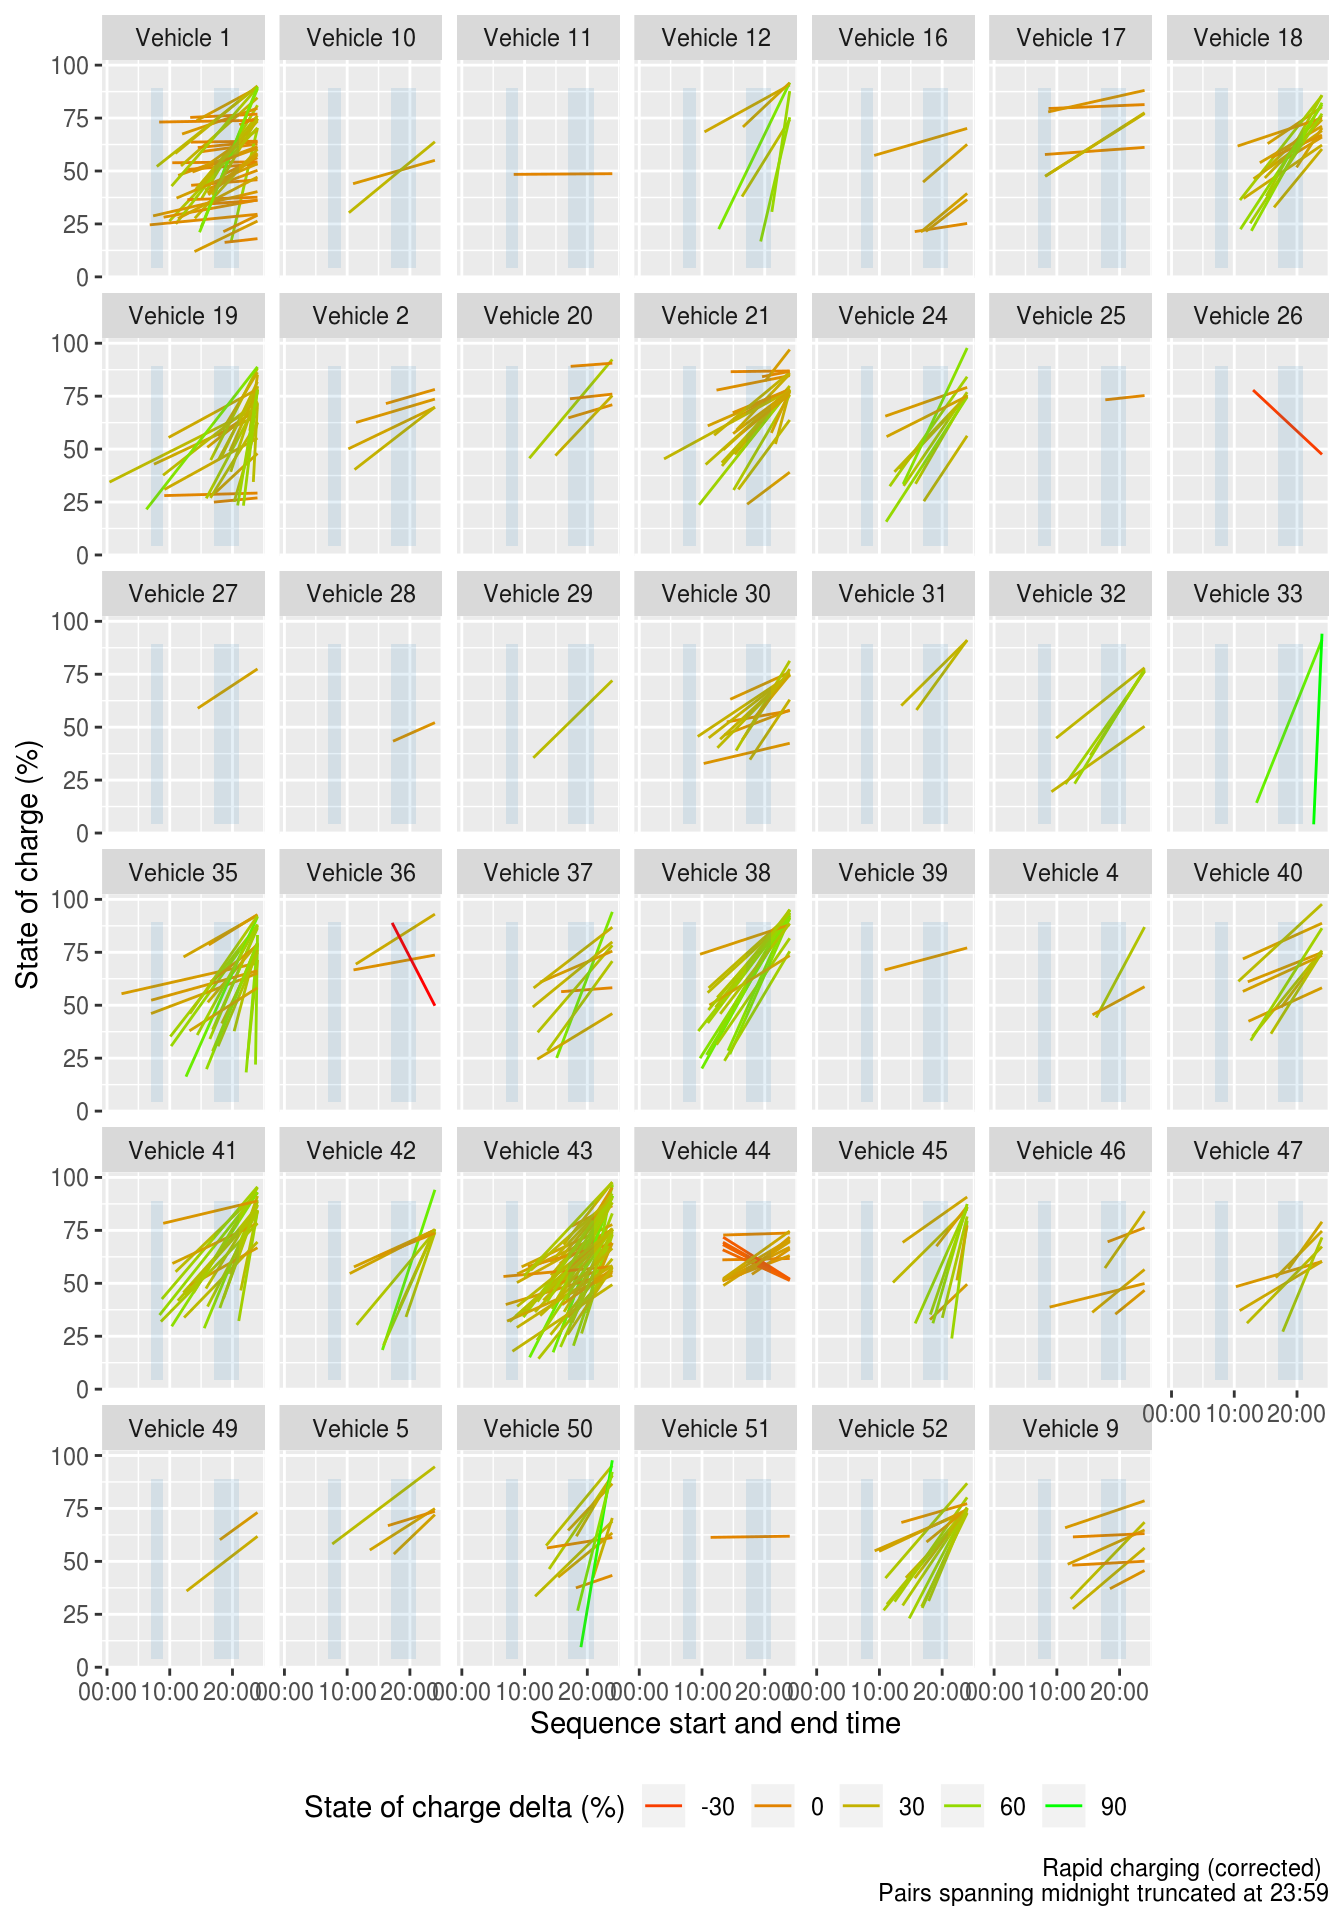 Vehicle 1 Vehicle 10 Vehicle 11 Vehicle 12 Vehicle 16 Vehicle 17 Vehicle 18
100
75
50
25
0
Vehicle 19 Vehicle 2 Vehicle 20 Vehicle 21 Vehicle 24 Vehicle 25 Vehicle 26
100
75
50
25
0
Vehicle 27 Vehicle 28 Vehicle 29 Vehicle 30 Vehicle 31 Vehicle 32 Vehicle 33
100
75
50
25
0
State of charge (%)
Vehicle 35 Vehicle 36 Vehicle 37 Vehicle 38 Vehicle 39 Vehicle 4 Vehicle 40
100
75
50
25
0
Vehicle 41 Vehicle 42 Vehicle 43 Vehicle 44 Vehicle 45 Vehicle 46 Vehicle 47
100
75
50
25
0
00:00 10:00 20:00
Vehicle 49 Vehicle 5 Vehicle 50 Vehicle 51 Vehicle 52 Vehicle 9
100
75
50
25
0
00:00 10:00 20:00 00:00 10:00 20:00 00:00 10:00 20:00 00:00 10:00 20:00 00:00 10:00 20:00 00:00 10:00 20:00
Sequence start and end time
State of charge delta (%) -30 0 30 60 90
Rapid charging (corrected)
Pairs spanning midnight truncated at 23:59